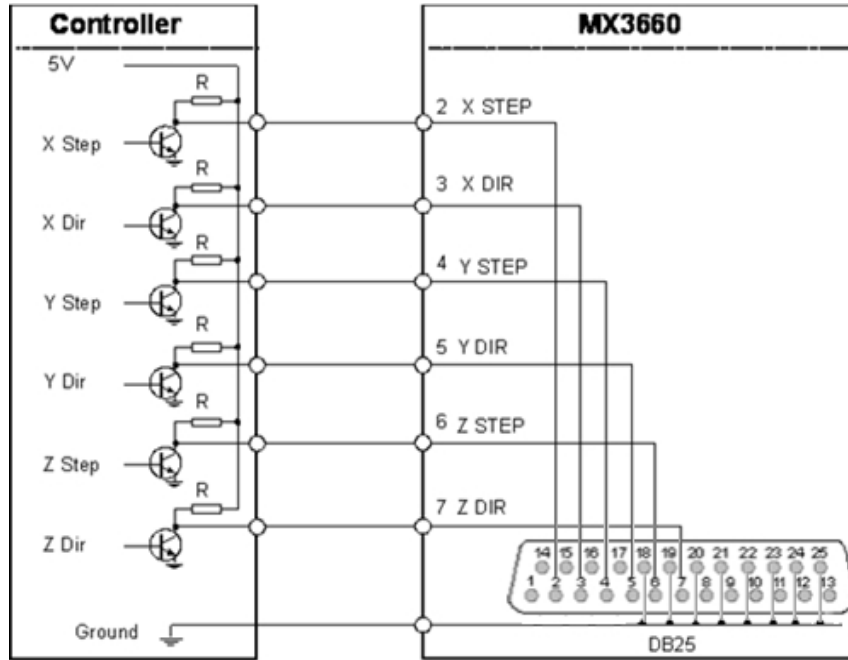 Controller
MX3660
5V
R
2 X STEP
X Step
R
3 X DIR
X Dir
R
4 Y STEP
Y Step
R
5 Y DIR
Y Dir
R
6 Z STEP
Z Step
R
7 Z DIR
Z Dir
14 15 16 17 18 19 20 21 22 23 24 25
1 2 3 4 5 6 7 8 9 10 11 12 13
Ground
DB25